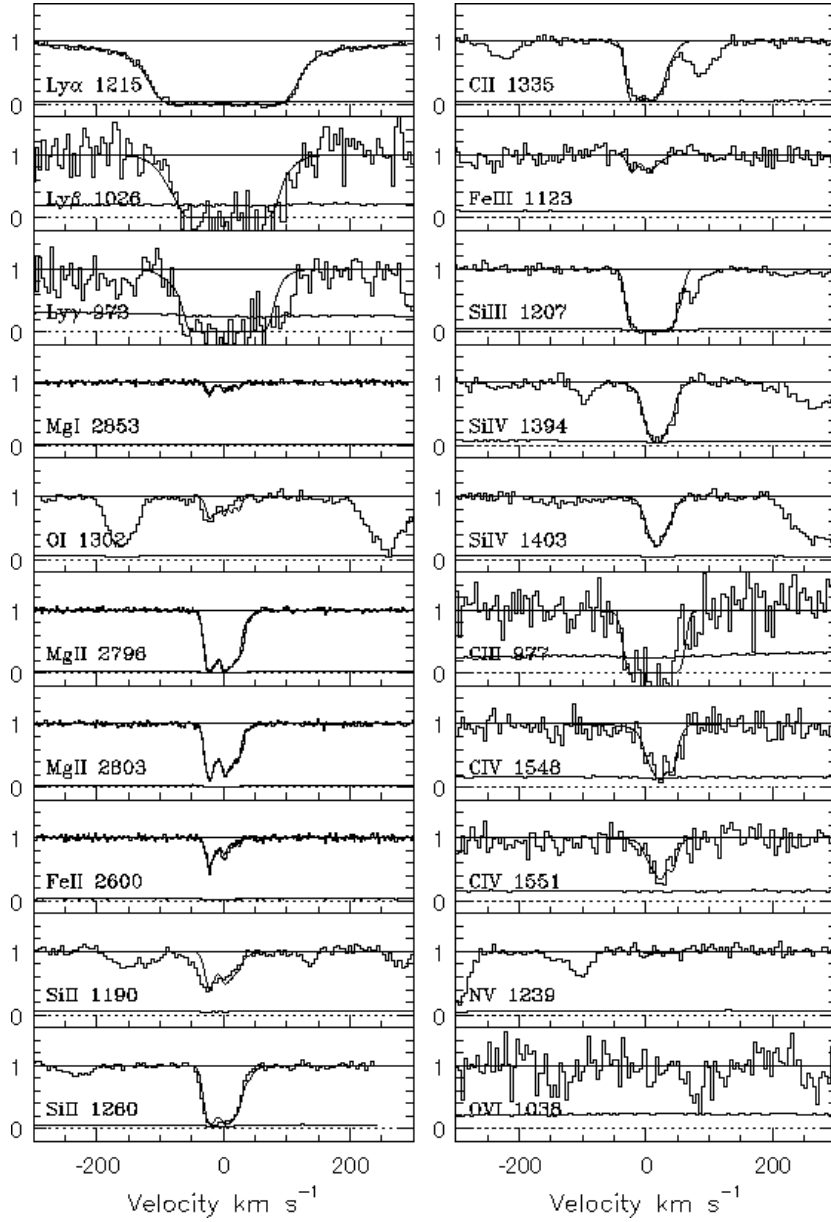 1
Lyα 1215
0
1
Lyβ 1026
0
1
Lyγ 973
0
1
MgI 2853
0
1
OI 1302
0
1
MgII 2796
0
1
MgII 2803
0
1
FeII 2600
0
1
SiII 1190
0
1
SiII 1260
0
-200 0 200
Velocity km s⁻¹
1
CII 1335
0
1
FeIII 1123
0
1
SiIII 1207
0
1
SiIV 1394
0
1
SiIV 1403
0
1
CIII 977
0
1
CIV 1548
0
1
CIV 1551
0
1
NV 1239
0
1
OVI 1038
0
-200 0 200
Velocity km s⁻¹